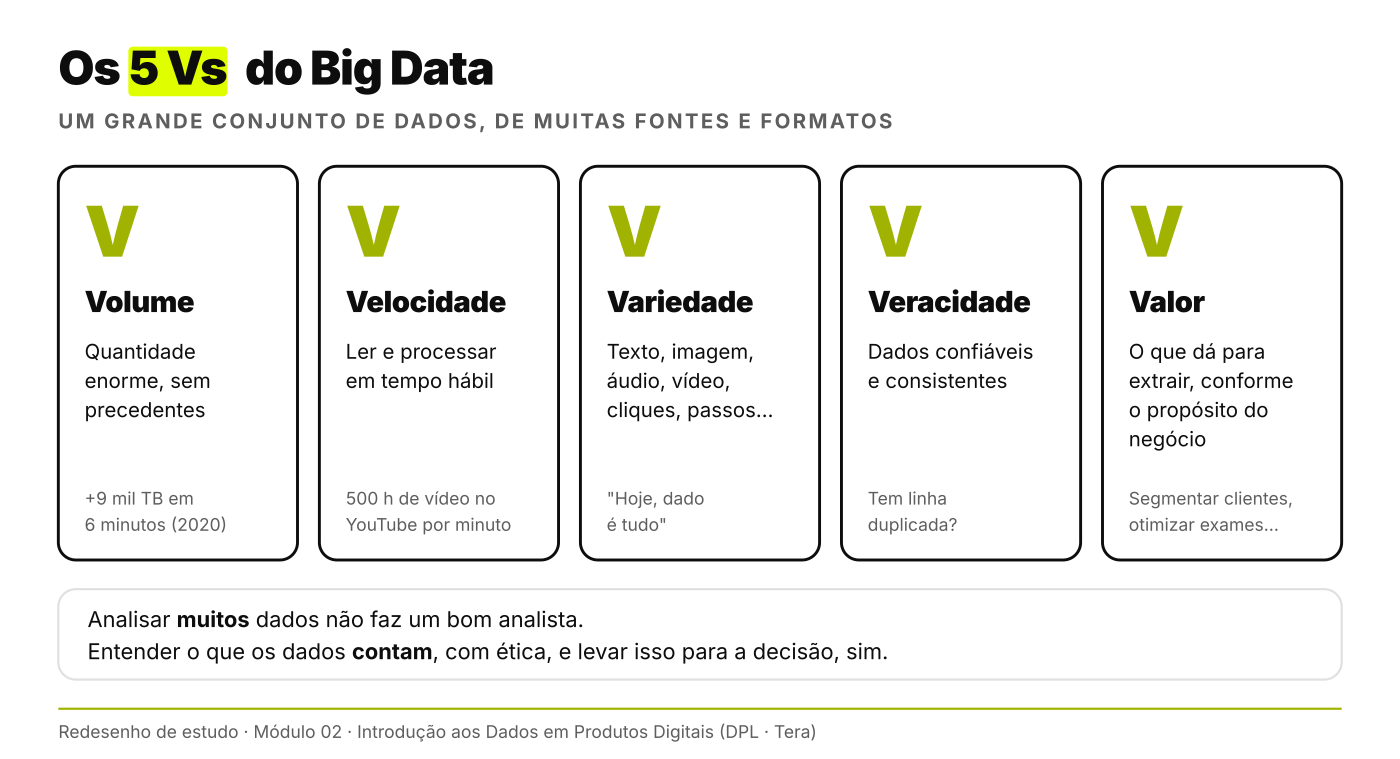 Os 5 Vs do Big Data
UM GRANDE CONJUNTO DE DADOS, DE MUITAS FONTES E FORMATOS
V
Volume
Quantidade
enorme, sem
precedentes
+9 mil TB em
6 minutos (2020)
V
Velocidade
Ler e processar
em tempo hábil
500 h de vídeo no
YouTube por minuto
V
Variedade
Texto, imagem,
áudio, vídeo,
cliques, passos...
"Hoje, dado
é tudo"
V
Veracidade
Dados confiáveis
e consistentes
Tem linha
duplicada?
V
Valor
O que dá para
extrair, conforme
o propósito do
negócio
Segmentar clientes,
otimizar exames...
Analisar muitos dados não faz um bom analista.
Entender o que os dados contam, com ética, e levar isso para a decisão, sim.
Redesenho de estudo · Módulo 02 · Introdução aos Dados em Produtos Digitais (DPL · Tera)